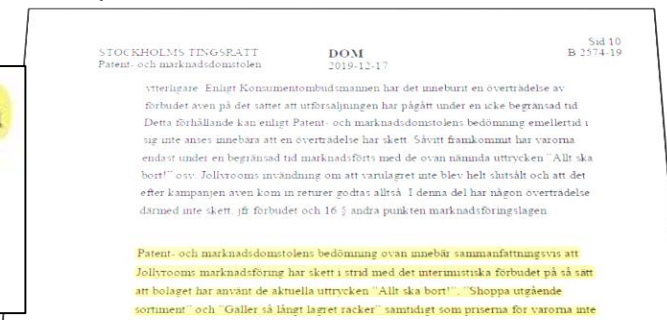 Sid 10
STOCKHOLMS TINGSRÄTT DOM B 2574-19
Patent- och marknadsdomstolen 2019-12-17
ytterligare. Enligt Konsumentombudsmannen har det inneburit en överträdelse av
förbudet även på det sättet att utförsäljningen har pågått under en icke begränsad tid
Detta förhållande kan enligt Patent- och marknadsdomstolens bedömning emellertid i
sig inte anses innebära att en överträdelse har skett. Såvitt framkommit har varorna
endast under en begränsad tid marknadsförts med de ovan nämnda uttrycken "Allt ska
bort!" osv. Jollyrooms invändning om att varulagret inte blev helt slutsålt och att det
efter kampanjen även kom in returer godtas alltså. I denna del har någon överträdelse
därmed inte skett, jfr förbudet och 16 § andra punkten marknadsföringslagen
Patent- och marknadsdomstolens bedömning ovan innebär sammanfattningsvis att
Jollyrooms marknadsföring har skett i strid med det interimistiska förbudet på så sätt
att bolaget har använt de aktuella uttrycken "Allt ska bort!", "Shoppa utgående
sortiment" och "Gäller så långt lagret räcker" samtidigt som priserna för varorna inte